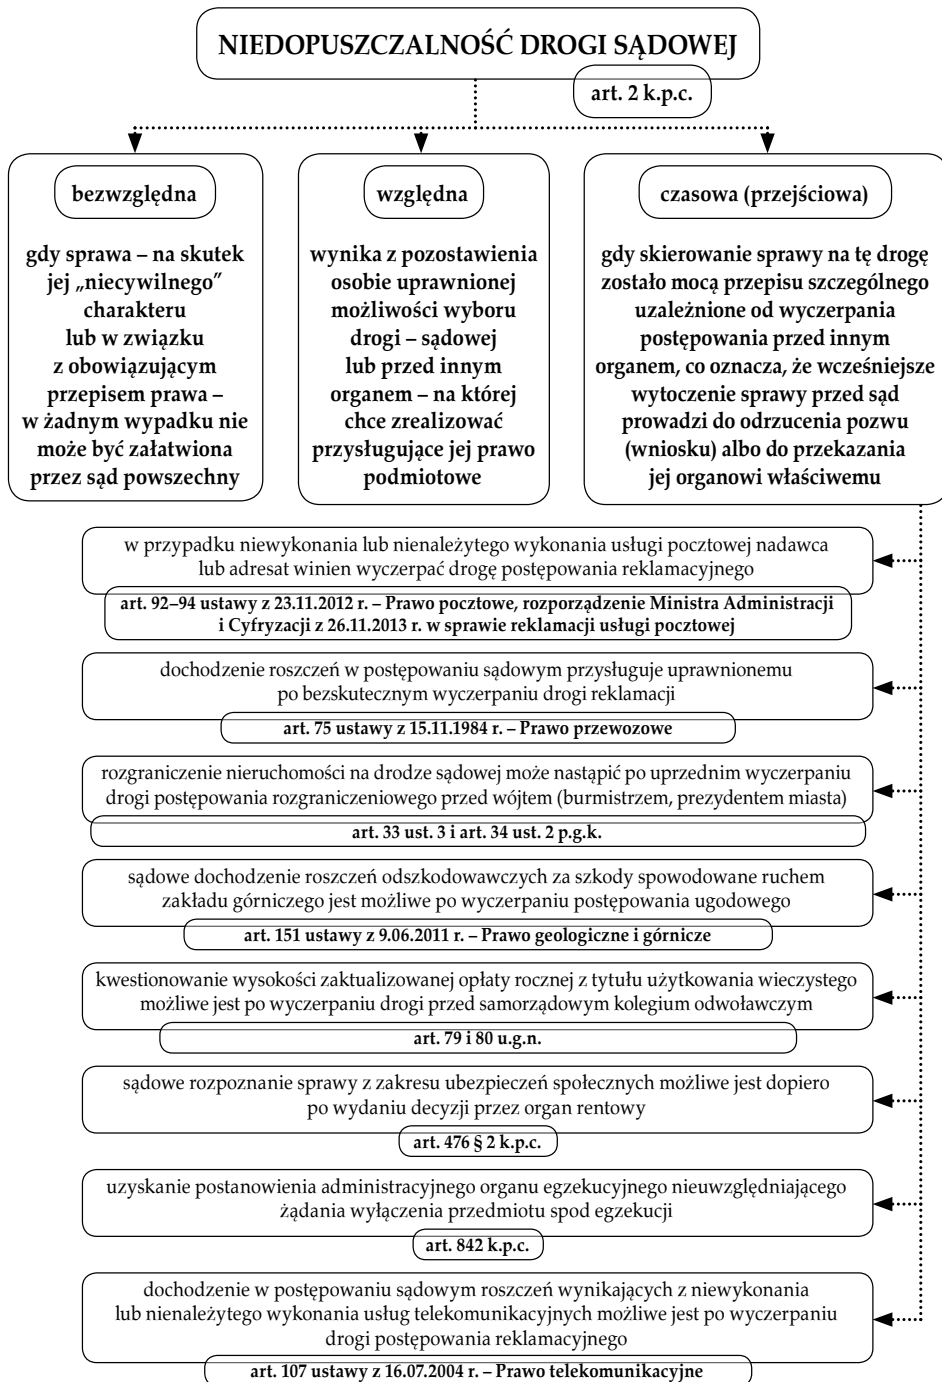 NIEDOPUSZCZALNOŚĆ DROGI SĄDOWEJ
art. 2 k.p.c.
bezwzględna
gdy sprawa – na skutek
jej „niecywilnego”
charakteru
lub w związku
z obowiązującym
przepisem prawa –
w żadnym wypadku nie
może być załatwiona
przez sąd powszechny
względna
wynika z pozostawienia
osobie uprawnionej
możliwości wyboru
drogi – sądowej
lub przed innym
organem – na której
chce zrealizować
przysługujące jej prawo
podmiotowe
czasowa (przejściowa)
gdy skierowanie sprawy na tę drogę
zostało mocą przepisu szczególnego
uzależnione od wyczerpania
postępowania przed innym
organem, co oznacza, że wcześniejsze
wytoczenie sprawy przed sąd
prowadzi do odrzucenia pozwu
(wniosku) albo do przekazania
jej organowi właściwemu
w przypadku niewykonania lub nienależytego wykonania usługi pocztowej nadawca
lub adresat winien wyczerpać drogę postępowania reklamacyjnego
art. 92–94 ustawy z 23.11.2012 r. – Prawo pocztowe, rozporządzenie Ministra Administracji
i Cyfryzacji z 26.11.2013 r. w sprawie reklamacji usługi pocztowej
dochodzenie roszczeń w postępowaniu sądowym przysługuje uprawnionemu
po bezskutecznym wyczerpaniu drogi reklamacji
art. 75 ustawy z 15.11.1984 r. – Prawo przewozowe
rozgraniczenie nieruchomości na drodze sądowej może nastąpić po uprzednim wyczerpaniu
drogi postępowania rozgraniczeniowego przed wójtem (burmistrzem, prezydentem miasta)
art. 33 ust. 3 i art. 34 ust. 2 p.g.k.
sądowe dochodzenie roszczeń odszkodowawczych za szkody spowodowane ruchem
zakładu górniczego jest możliwe po wyczerpaniu postępowania ugodowego
art. 151 ustawy z 9.06.2011 r. – Prawo geologiczne i górnicze
kwestionowanie wysokości zaktualizowanej opłaty rocznej z tytułu użytkowania wieczystego
możliwe jest po wyczerpaniu drogi przed samorządowym kolegium odwoławczym
art. 79 i 80 u.g.n.
sądowe rozpoznanie sprawy z zakresu ubezpieczeń społecznych możliwe jest dopiero
po wydaniu decyzji przez organ rentowy
art. 476 § 2 k.p.c.
uzyskanie postanowienia administracyjnego organu egzekucyjnego nieuwzględniającego
żądania wyłączenia przedmiotu spod egzekucji
art. 842 k.p.c.
dochodzenie w postępowaniu sądowym roszczeń wynikających z niewykonania
lub nienależytego wykonania usług telekomunikacyjnych możliwe jest po wyczerpaniu
drogi postępowania reklamacyjnego
art. 107 ustawy z 16.07.2004 r. – Prawo telekomunikacyjne